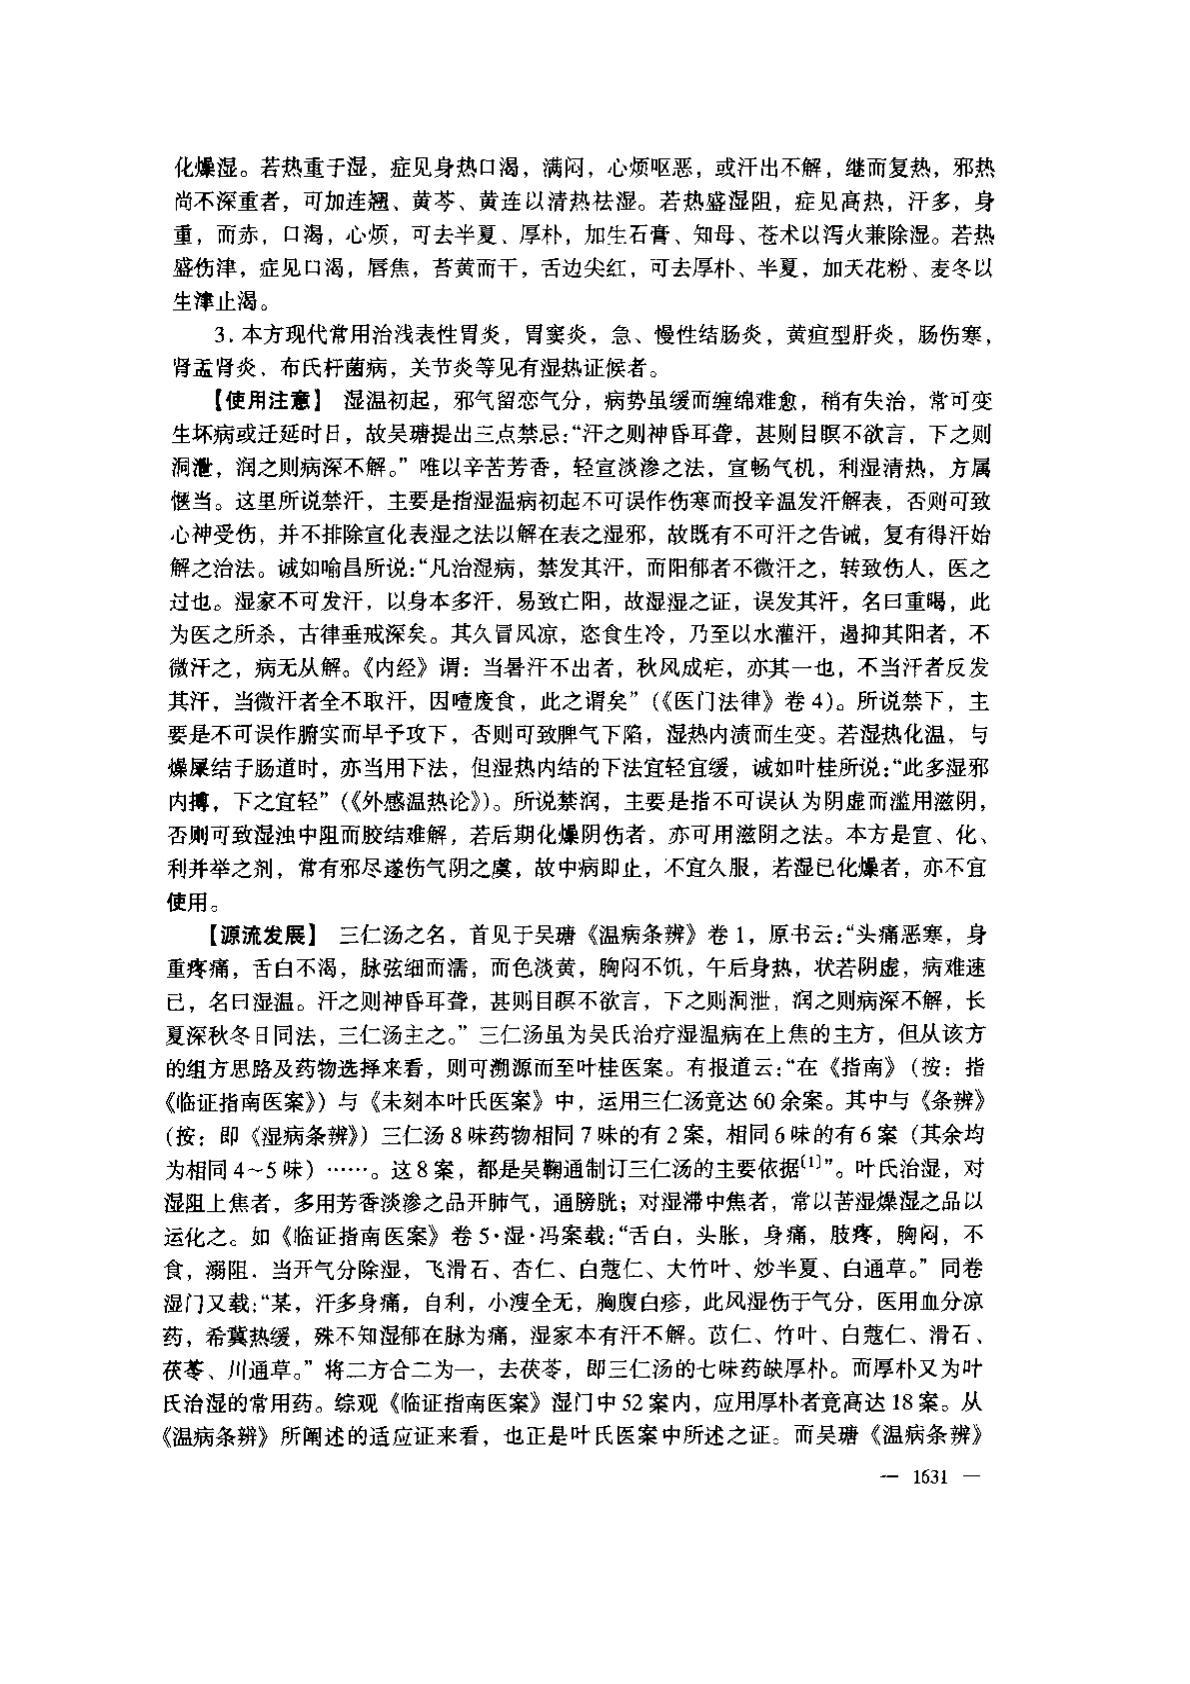 化燥湿。若热重于湿，症见身热口渴，满闷，心烦呕恶，或汗出不解，继而复热，邪热
尚不深重者，可加连翘、黄芩、黄连以清热祛湿。若热盛湿阻，症见高热，汗多，身
重，而赤，口渴，心烦，可去半夏、厚朴，加生石膏、知母、苍术以泻火兼除湿。若热
盛伤津，症见口渴，唇焦，苔黄而干，舌边尖红，可去厚朴、半夏，加天花粉、麦冬以
生津止渴。
3．本方现代常用治浅表性胃炎，胃窦炎，急、慢性结肠炎，黄疸型肝炎，肠伤寒，
肾盂肾炎，布氏杆菌病，关节炎等见有湿热证候者。
【使用注意】 湿温初起，邪气留恋气分，病势虽缓而缠绵难愈，稍有失治，常可变
生坏病或迁延时日，故吴瑭提出三点禁忌：“汗之则神昏耳聋，甚则目瞑不欲言，下之则
洞泄，润之则病深不解。”唯以辛苦芳香，轻宣淡渗之法，宣畅气机，利湿清热，方属
惬当。这里所说禁汗，主要是指湿温病初起不可误作伤寒而投辛温发汗解表，否则可致
心神受伤，并不排除宣化表湿之法以解在表之湿邪，故既有不可汗之告诫，复有得汗始
解之治法。诚如喻昌所说：“凡治湿病，禁发其汗，而阳郁者不微汗之，转致伤人，医之
过也。湿家不可发汗，以身本多汗，易致亡阳，故湿湿之证，误发其汗，名曰重暍，此
为医之所杀，古律垂戒深矣。其久冒风凉，恣食生冷，乃至以水灌汗，遏抑其阳者，不
微汗之，病无从解。《内经》谓：当暑汗不出者，秋风成疟，亦其一也，不当汗者反发
其汗，当微汗者全不取汗，因噎废食，此之谓矣”（《医门法律》卷4）。所说禁下，主
要是不可误作腑实而早予攻下，否则可致脾气下陷，湿热内溃而生变。若湿热化温，与
燥屎结于肠道时，亦当用下法，但湿热内结的下法宜轻宜缓，诚如叶桂所说：“此多湿邪
内搏，下之宜轻”（《外感温热论》）。所说禁润，主要是指不可误认为阴虚而滥用滋阴，
否则可致湿浊中阻而胶结难解，若后期化燥阴伤者，亦可用滋阴之法。本方是宣、化、
利并举之剂，常有邪尽遂伤气阴之虞，故中病即止，不宜久服，若湿已化燥者，亦不宜
使用。
【源流发展】 三仁汤之名，首见于吴瑭《温病条辨》卷1，原书云：“头痛恶寒，身
重疼痛，舌白不渴，脉弦细而濡，而色淡黄，胸闷不饥，午后身热，状若阴虚，病难速
已，名曰湿温。汗之则神昏耳聋，甚则目瞑不欲言，下之则洞泄，润之则病深不解，长
夏深秋冬日同法，三仁汤主之。”三仁汤虽为吴氏治疗湿温病在上焦的主方，但从该方
的组方思路及药物选择来看，则可溯源而至叶桂医案。有报道云：“在《指南》（按：指
《临证指南医案》）与《未刻本叶氏医案》中，运用三仁汤竟达60余案。其中与《条辨》
（按：即《湿病条辨》）三仁汤8味药物相同7味的有2案，相同6味的有6案（其余均
为相同4～5味）……。这8案，都是吴鞠通制订三仁汤的主要依据〔1〕”。叶氏治湿，对
湿阻上焦者，多用芳香淡渗之品开肺气，通膀胱；对湿滞中焦者，常以苦湿燥湿之品以
运化之。如《临证指南医案》卷5·湿·冯案载：“舌白，头胀，身痛，肢疼，胸闷，不
食，溺阻．当开气分除湿，飞滑石、杏仁、白蔻仁、大竹叶、炒半夏、白通草。”同卷
湿门又载：“某，汗多身痛，自利，小溲全无，胸腹白疹，此风湿伤于气分，医用血分凉
药，希冀热缓，殊不知湿郁在脉为痛，湿家本有汗不解。苡仁、竹叶、白蔻仁、滑石、
茯苓、川通草。”将二方合二为一，去茯苓，即三仁汤的七味药缺厚朴。而厚朴又为叶
氏治湿的常用药。综观《临证指南医案》湿门中52案内，应用厚朴者竟高达18案。从
《温病条辨》所阐述的适应证来看，也正是叶氏医案中所述之证。而吴瑭《温病条辨》
— 1631 —